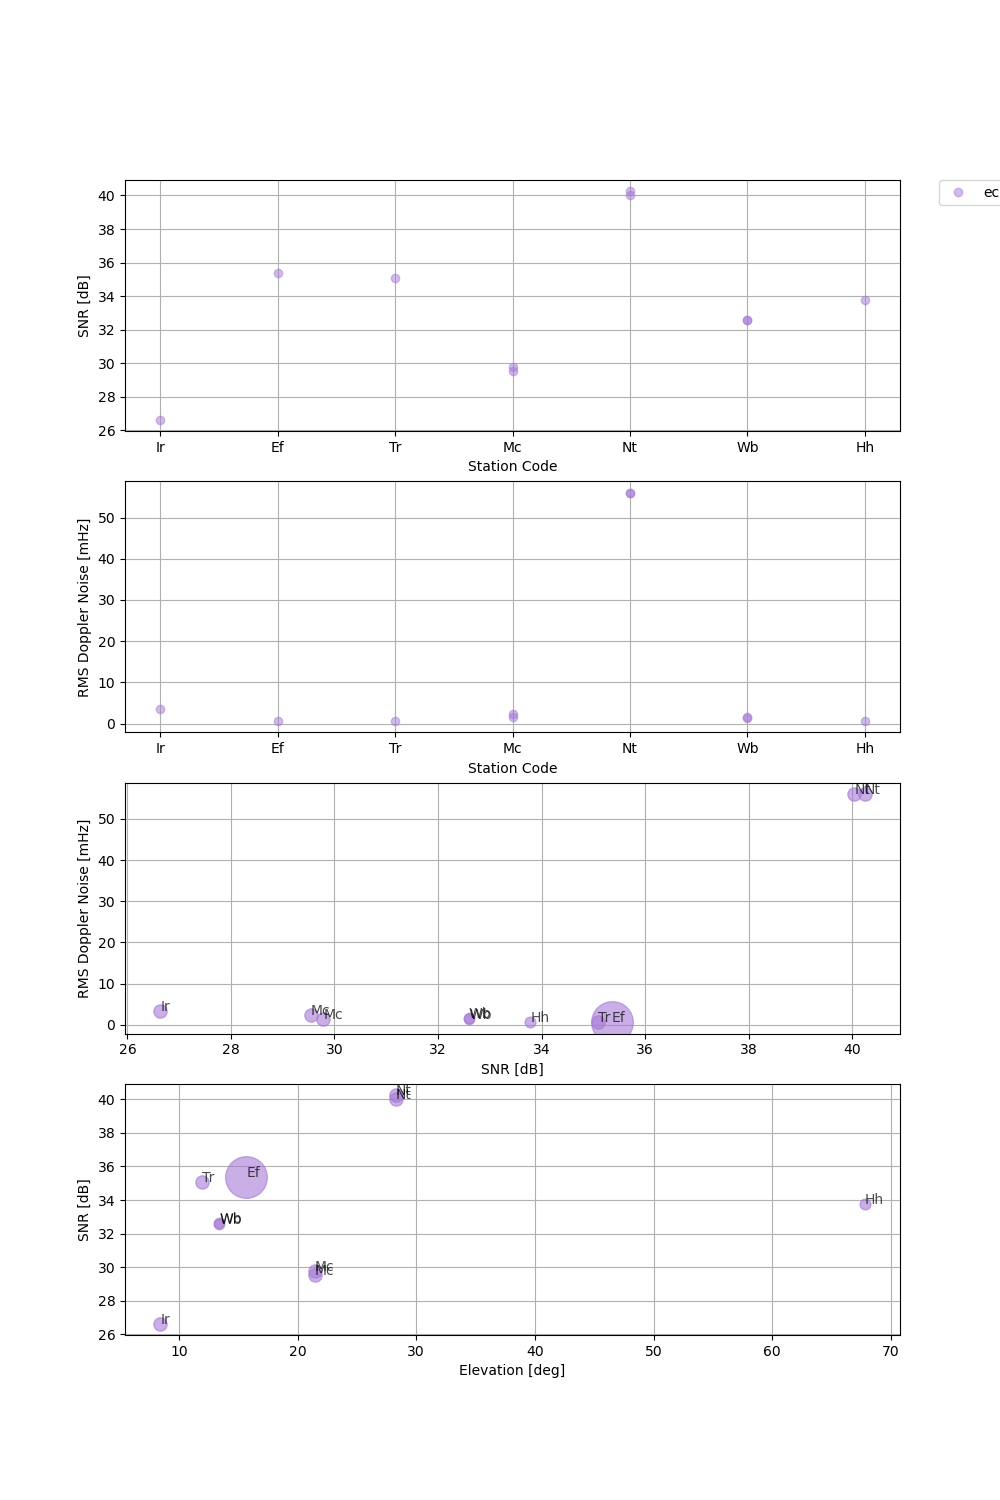 40
38
36
34
32
30
28
26
SNR [dB]
Ir Ef Tr Mc Nt Wb Hh
Station Code
ec
50
40
30
20
10
0
RMS Doppler Noise [mHz]
Ir Ef Tr Mc Nt Wb Hh
Station Code
50
40
30
20
10
0
RMS Doppler Noise [mHz]
Nt Nt
Ir Mc Mc Wb Wb Hh Tr Ef
26 28 30 32 34 36 38 40
SNR [dB]
40
38
36
34
32
30
28
26
SNR [dB]
Nt
Nt
Tr Ef
Hh
Wb Wb
Mc
Mc
Ir
10 20 30 40 50 60 70
Elevation [deg]